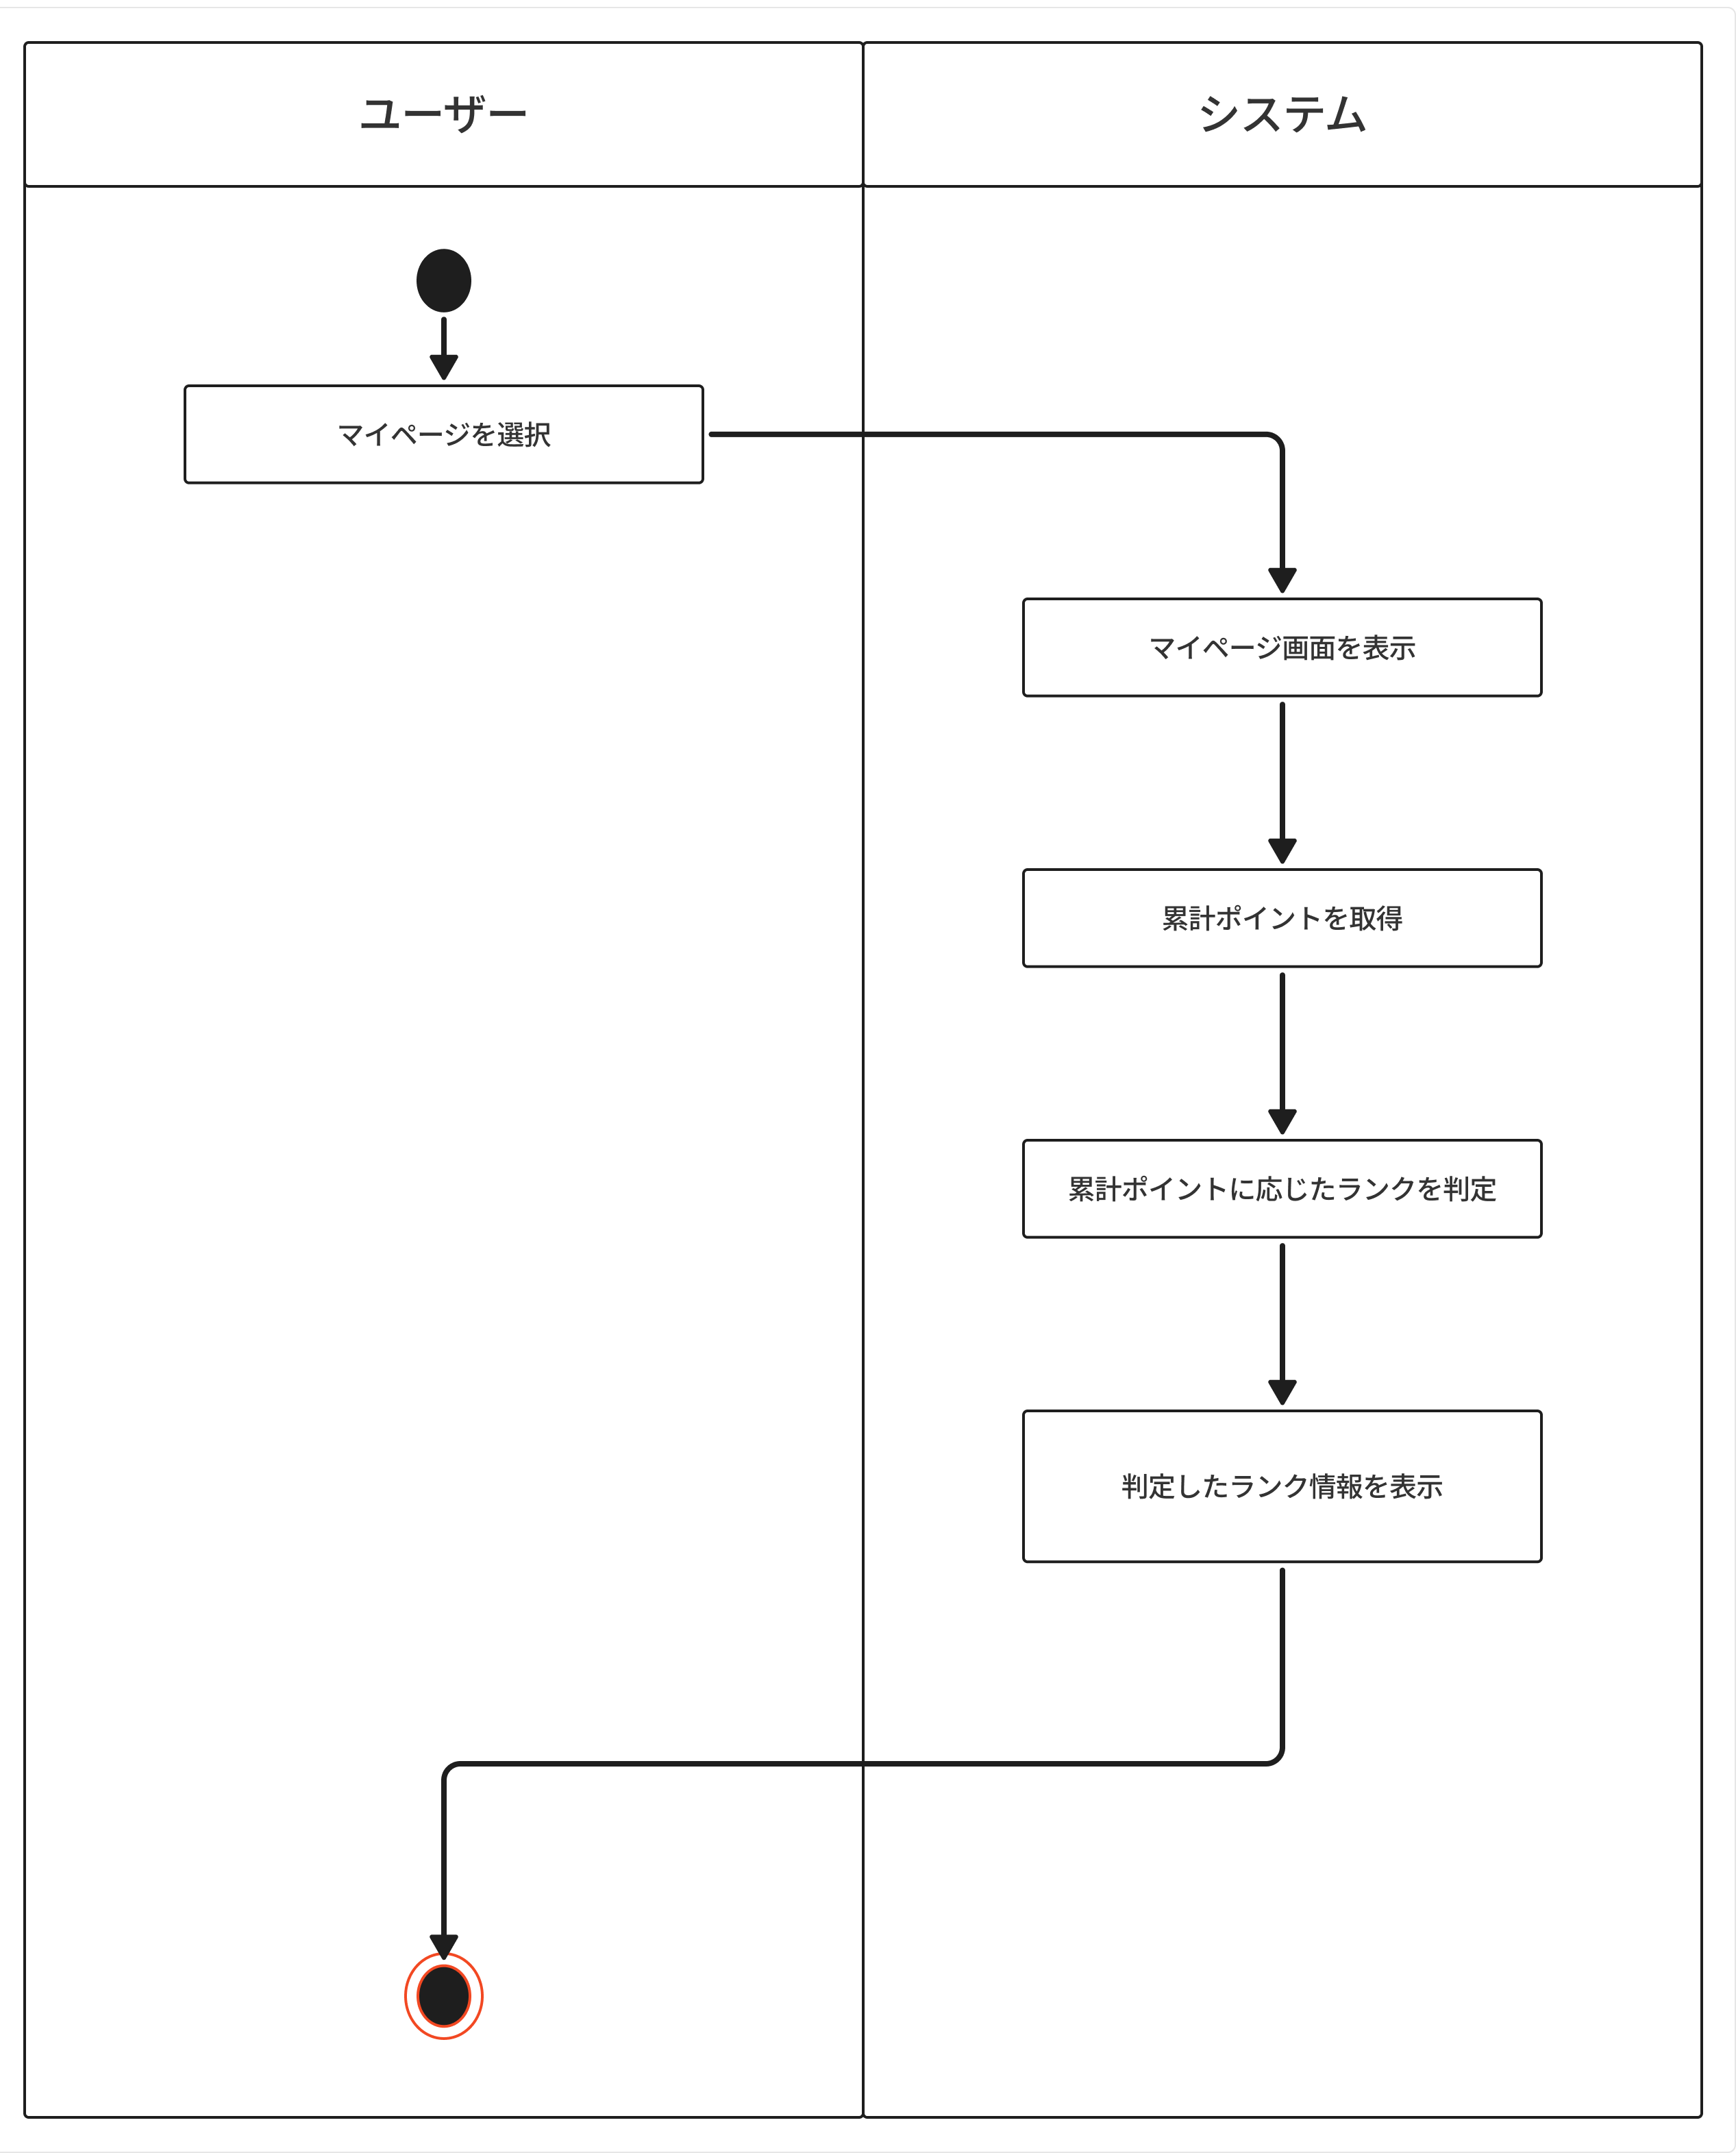 ユーザー
システム
マイページを選択
マイページ画面を表示
累計ポイントを取得
累計ポイントに応じたランクを判定
判定したランク情報を表示